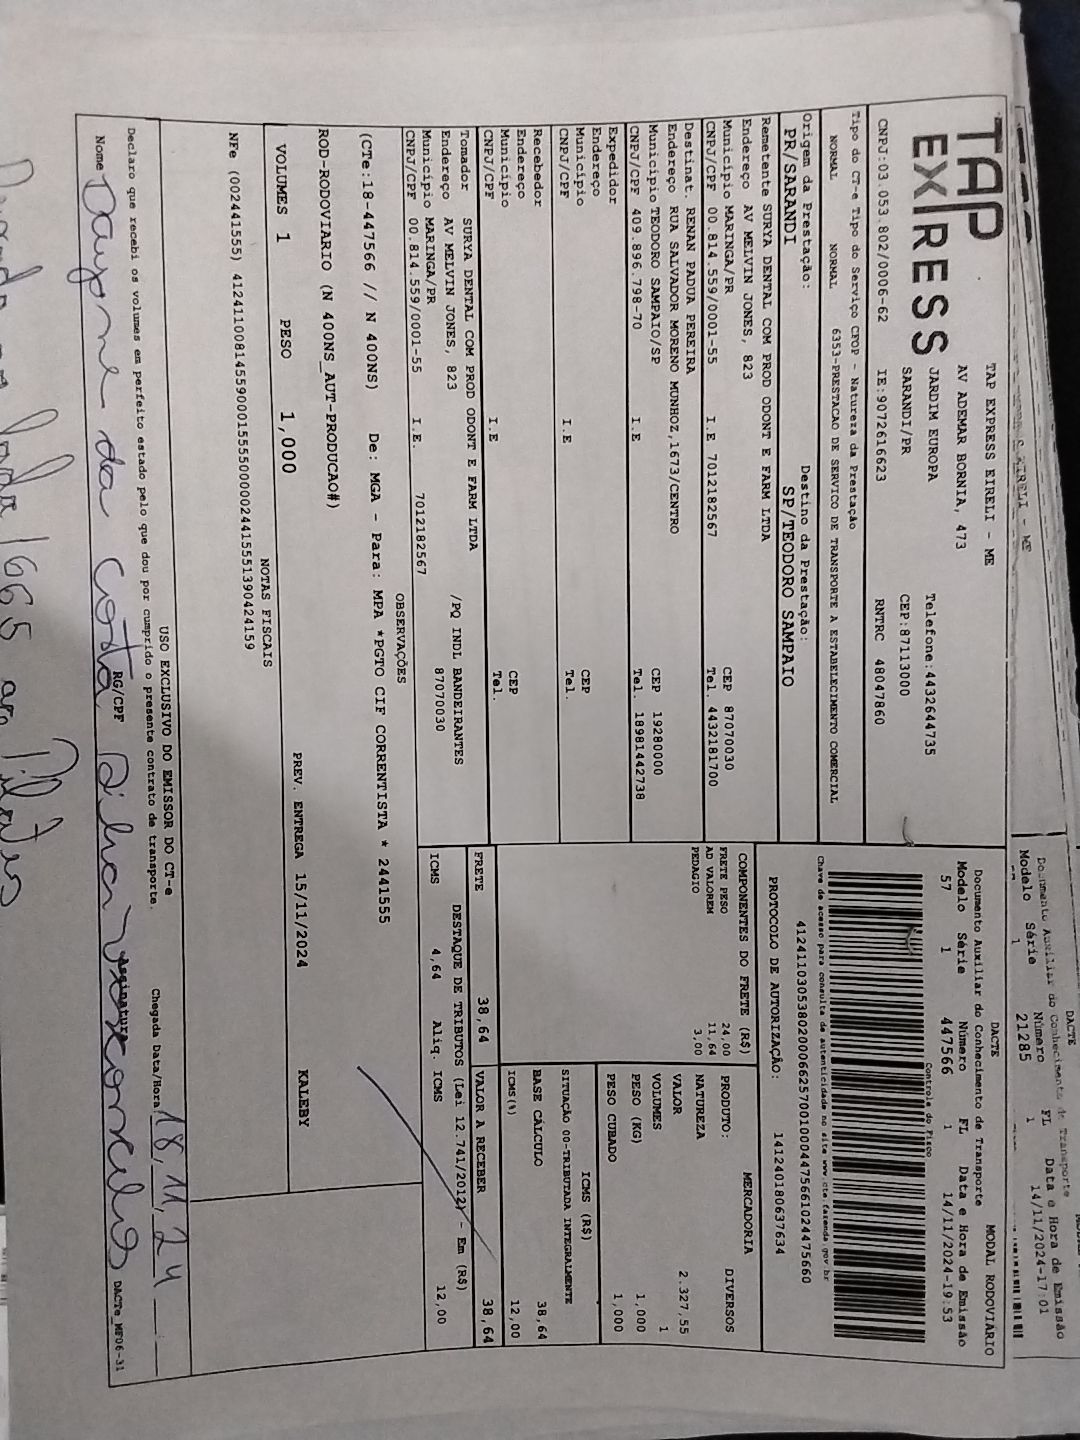 TAP
EXPRESS
TAP EXPRESS EIRELI - ME
AV ADEMAR BORNIA, 473
JARDIM EUROPA Telefone:4432644735
SARANDI/PR CEP:87113000
CNPJ:03.053.802/0006-62 IE:9072616623 RNTRC 48047860
Tipo do CT-e Tipo do Serviço CFOP - Natureza da Prestação
NORMAL NORMAL 6353-PRESTACAO DE SERVICO DE TRANSPORTE A ESTABELECIMENTO COMERCIAL
Origem da Prestação: Destino da Prestação:
PR/SARANDI SP/TEODORO SAMPAIO
Remetente SURYA DENTAL COM PROD ODONT E FARM LTDA
Endereço AV MELVIN JONES, 823
Município MARINGA/PR CEP 87070030
CNPJ/CPF 00.814.559/0001-55 I.E 7012182567 Tel. 4432181700
Destinat. RENAN PADUA PEREIRA
Endereço RUA SALVADOR MORENO MUNHOZ,1673/CENTRO
Município TEODORO SAMPAIO/SP CEP 19280000
CNPJ/CPF 409.896.798-70 I.E Tel. 18981442738
Expedidor
Endereço
Município CEP
CNPJ/CPF I.E Tel.
Recebedor
Endereço
Município CEP
CNPJ/CPF I.E Tel.
Tomador SURYA DENTAL COM PROD ODONT E FARM LTDA
Endereço AV MELVIN JONES, 823 /PQ INDL BANDEIRANTES
Município MARINGA/PR 87070030
CNPJ/CPF 00.814.559/0001-55 I.E. 7012182567
DACTE MODAL RODOVIÁRIO
Documento Auxiliar do Conhecimento de Transporte
Modelo Série Número FL Data e Hora de Emissão
57 1 447566 1 14/11/2024-19:53
Controle do Fisco
Chave de acesso para consulta de autenticidade no site www.cte.fazenda.gov.br
41241103053802000662570010004475661024475660
PROTOCOLO DE AUTORIZAÇÃO: 141240180637634
COMPONENTES DO FRETE (R$)
FRETE PESO 24,00
AD VALOREM 11,64
PEDAGIO 3,00
MERCADORIA
PRODUTO: DIVERSOS
NATUREZA
VALOR 2.327,55
VOLUMES 1
PESO (KG) 1,000
PESO CUBADO 1,000
ICMS (R$)
SITUAÇÃO 00-TRIBUTADA INTEGRALMENTE
BASE CÁLCULO 38,64
ICMS(%) 12,00
FRETE 38,64 VALOR A RECEBER 38,64
DESTAQUE DE TRIBUTOS (Lei 12.741/2012) - Em (R$)
ICMS 4,64 Aliq. ICMS 12,00
OBSERVAÇÕES
(CTe:18-447566 // N 400NS) De: MGA - Para: MPA *PGTO CIF CORRENTISTA * 2441555
ROD-RODOVIARIO (N 400NS_AUT-PRODUCAO#)
VOLUMES 1 PESO 1,000 PREV. ENTREGA 15/11/2024 KALEBY
NOTAS FISCAIS
NFe (002441555) 41241100814559000155550000024415551390424159
USO EXCLUSIVO DO EMISSOR DO CT-e
Declaro que recebi os volumes em perfeito estado pelo que dou por cumprido o presente contrato de transporte.
Chegada Data/Hora 18/11/24
Nome Dayane da Costa RG/CPF Silva Assinatura
DACTe_MF06-31
DACTE
Documento Auxiliar do Conhecimento de Transporte
Modelo Série Número FL Data e Hora de Emissão
1 21285 1 14/11/2024-17:01